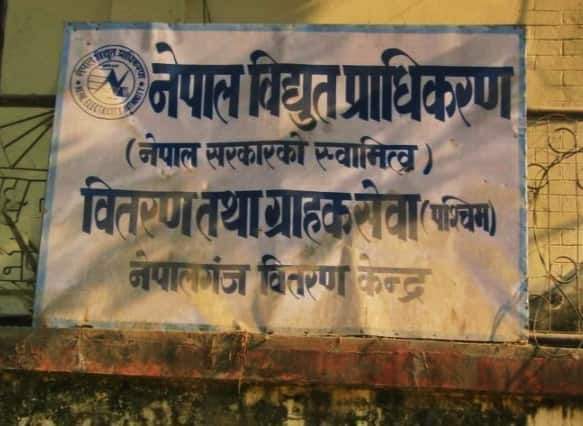 नेपाल विद्युत प्राधिकरण
(नेपाल सरकारको स्वामित्व)
वितरण तथा ग्राहक सेवा (पश्चिम)
नेपालगंज वितरण केन्द्र